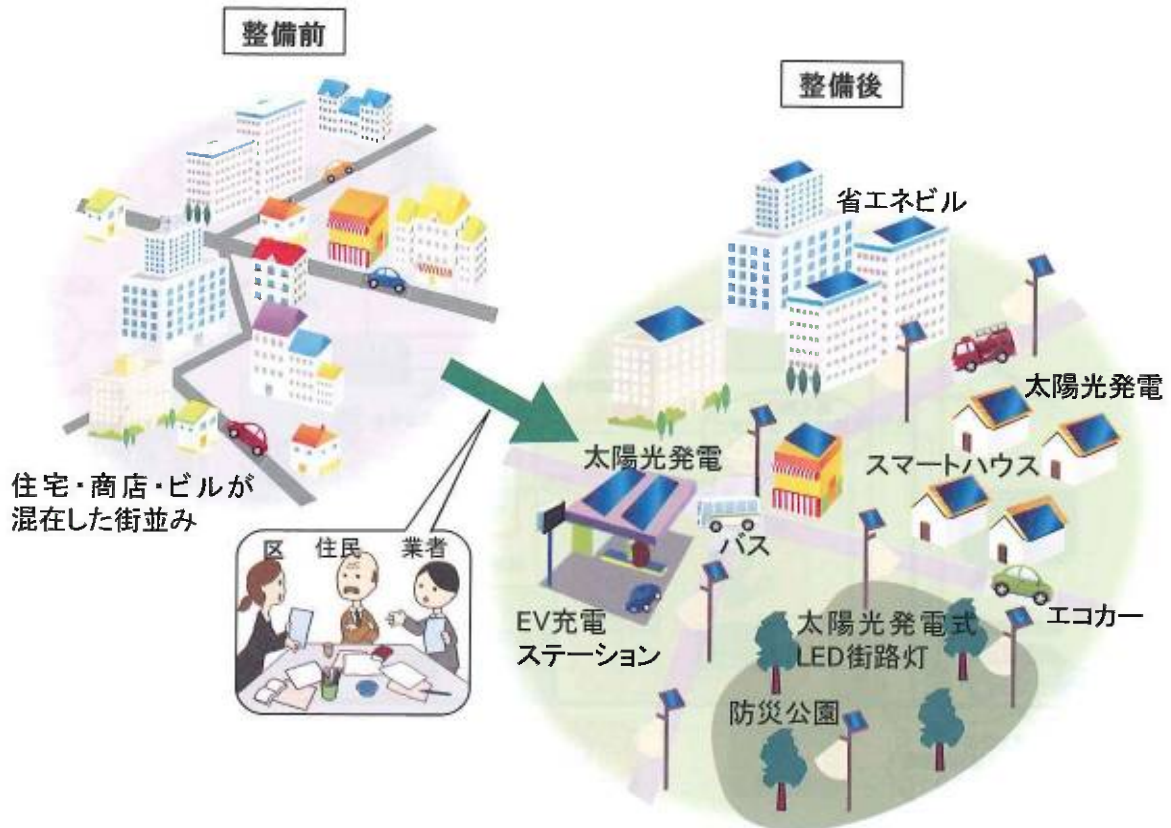 整備前
整備後
省エネビル
太陽光発電
太陽光発電
スマートハウス
住宅・商店・ビルが
混在した街並み
区 住民 業者
バス
EV充電
ステーション
太陽光発電式
LED街路灯
エコカー
防災公園